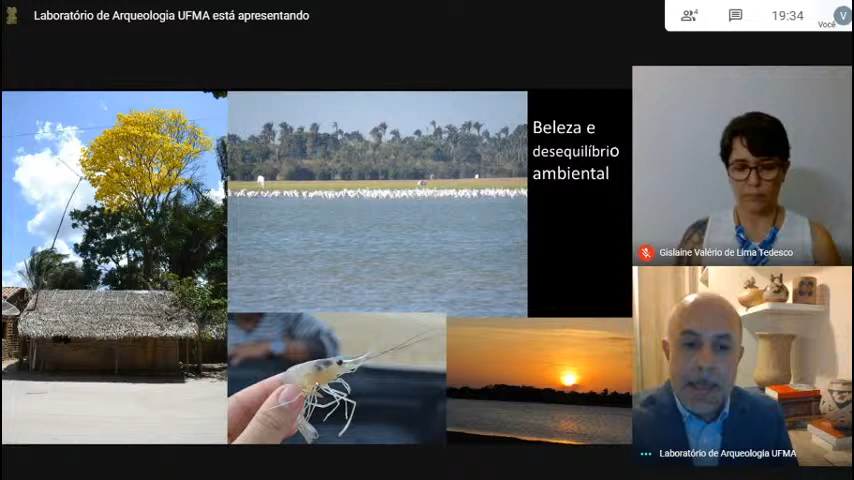 Laboratório de Arqueologia UFMA está apresentando
4
19:34
V
Você
Beleza e
desequilíbrio
ambiental
Gislaine Valério de Lima Tedesco
Laboratório de Arqueologia UFMA